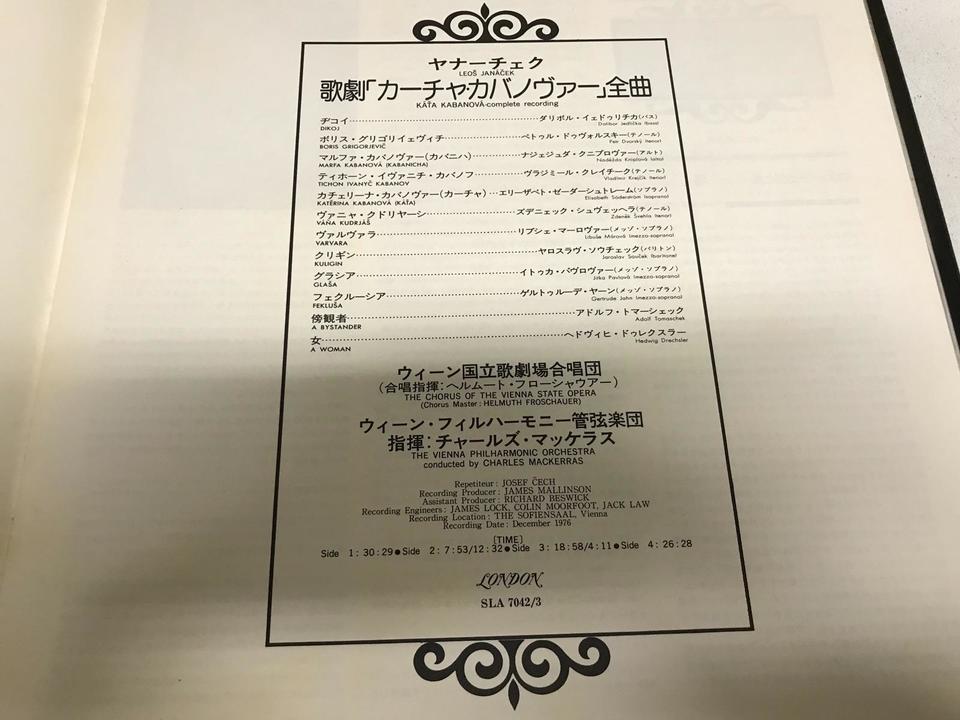 ヤナーチェク
LEOŠ JANÁČEK
歌劇「カーチャ・カバノヴァー」全曲
KÁŤA KABANOVÁ-complete recording
ヂコイ……ダリボル・イェドゥリチカ(バス)
DIKOJ Dalibor Jedlička (bass)
ボリス・グリゴリイェヴィチ……ペトゥル・ドゥヴォルスキー(テノール)
BORIS GRIGORJEVIČ Petr Dvorský (tenor)
マルファ・カバノヴァー(カバニハ)……ナジェジュダ・クニプロヴァー(アルト)
MARFA KABANOVÁ (KABANICHA) Naděžda Kniplová (alto)
ティホーン・イヴァニチ・カバノフ……ヴラジミール・クレイチーク(テノール)
TICHON IVANYČ KABANOV Vladimír Krejčík (tenor)
カチェリーナ・カバノヴァー(カーチャ)…エリーザベト・ゼーダーシュトレーム(ソプラノ)
KATĚRINA KABANOVÁ (KÁŤA) Elisabeth Söderström (soprano)
ヴァニャ・クドリヤーシ……ズデニェック・シュヴェッヘラ(テノール)
VÁŇA KUDRJÁŠ Zdeněk Švehla (tenor)
ヴァルヴァラ……リブシェ・マーロヴァー(メッゾ・ソプラノ)
VARVARA Libuše Márová (mezzo-soprano)
クリギン……ヤロスラヴ・ソウチェック(バリトン)
KULIGIN Jaroslav Souček (baritone)
グラシア……イトゥカ・パヴロヴァー(メッゾ・ソプラノ)
GLAŠA Jitka Pavlová (mezzo-soprano)
フェクルーシア……ゲルトゥルーデ・ヤーン(メッゾ・ソプラノ)
FEKLUŠA Gertrude Jahn (mezzo-soprano)
傍観者……アドルフ・トマーシェック
A BYSTANDER Adolf Tomaschek
女……ヘドヴィヒ・ドゥレクスラー
A WOMAN Hedwig Drechsler
ウィーン国立歌劇場合唱団
(合唱指揮:ヘルムート・フローシャウアー)
THE CHORUS OF THE VIENNA STATE OPERA
(Chorus Master: HELMUTH FROSCHAUER)
ウィーン・フィルハーモニー管弦楽団
指揮:チャールズ・マッケラス
THE VIENNA PHILHARMONIC ORCHESTRA
conducted by CHARLES MACKERRAS
Repetiteur: JOSEF ČECH
Recording Producer: JAMES MALLINSON
Assistant Producer: RICHARD BESWICK
Recording Engineers: JAMES LOCK, COLIN MOORFOOT, JACK LAW
Recording Location: THE SOFIENSAAL, Vienna
Recording Date: December 1976
[TIME]
Side 1:30:29●Side 2:7:53/12:32●Side 3:18:58/4:11●Side 4:26:28
LONDON
SLA 7042/3